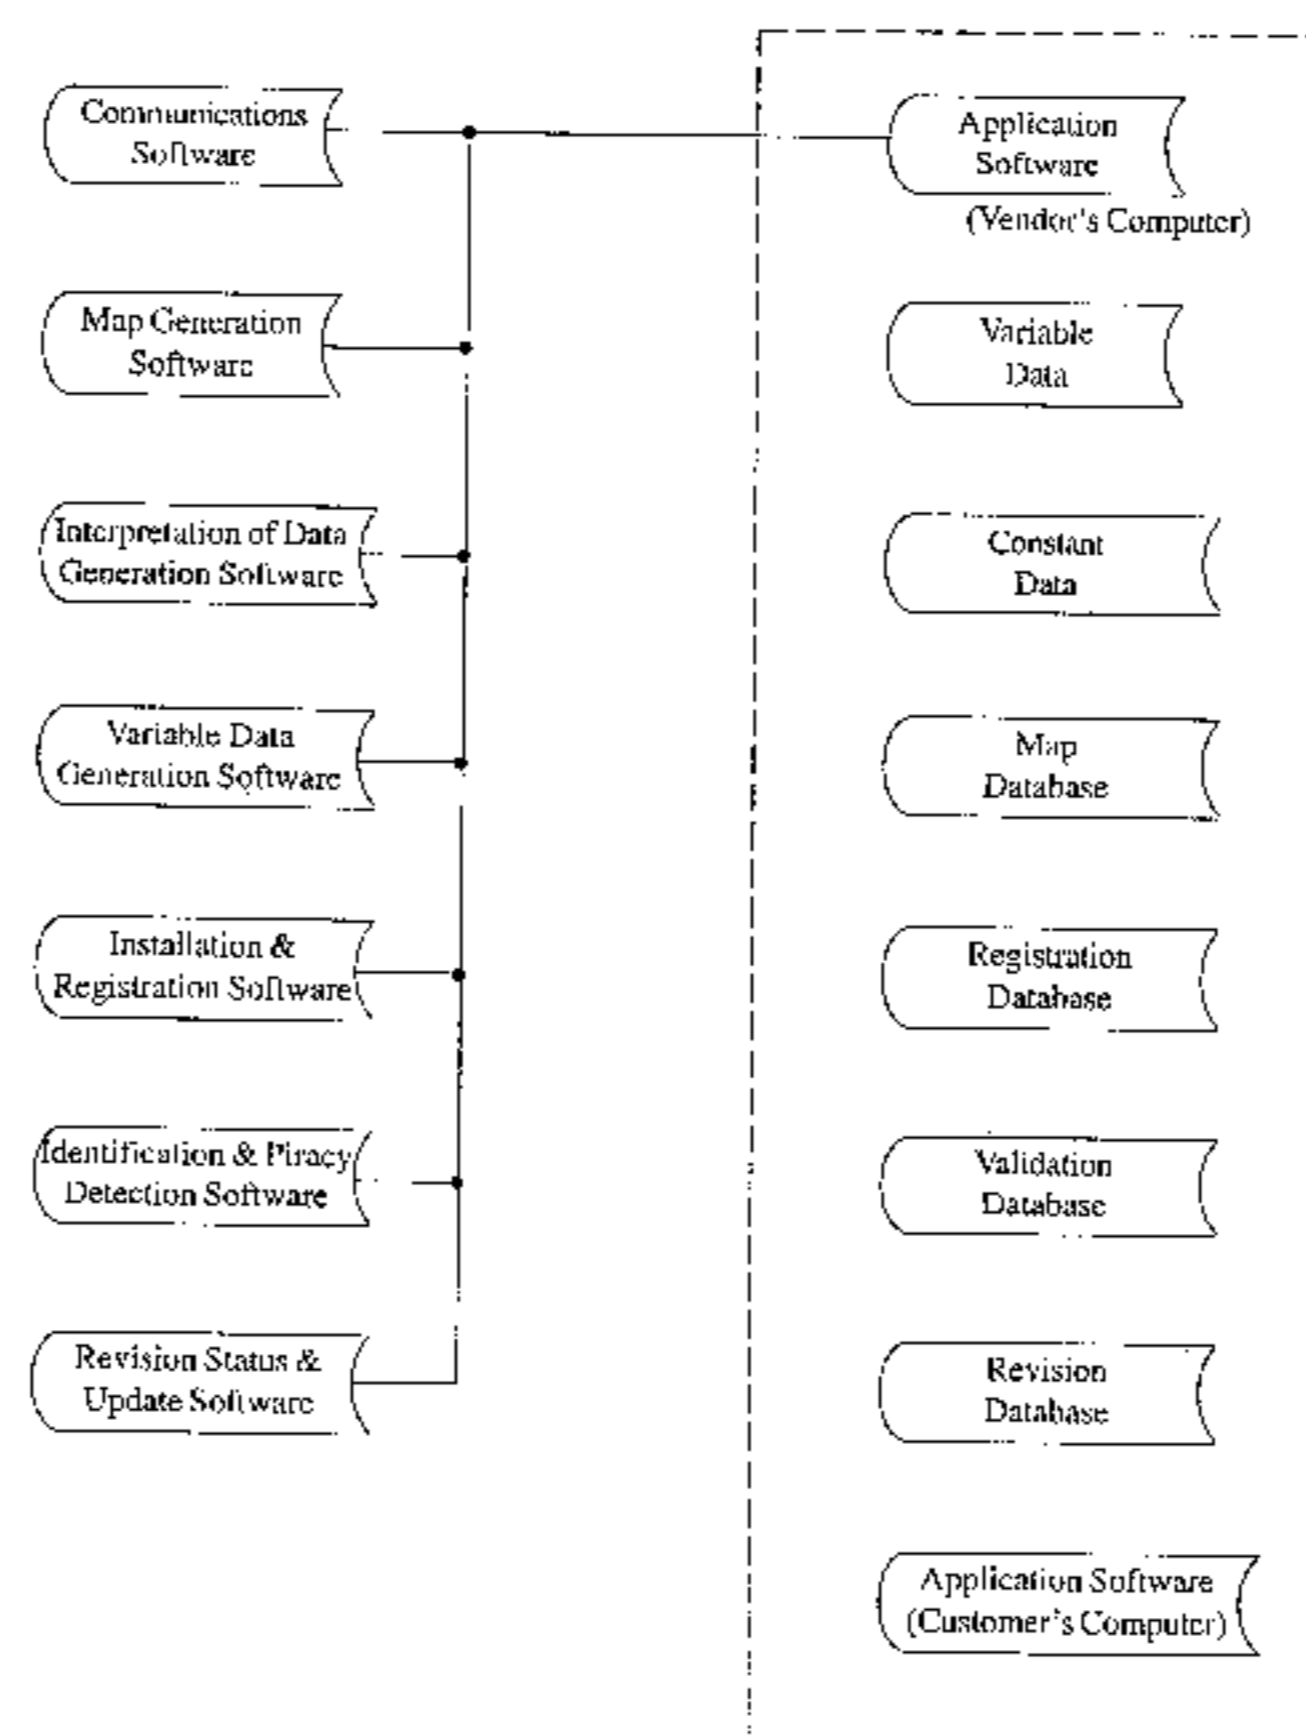 Communications
Software
Map Generation
Software
Interpretation of Data
Generation Software
Variable Data
Generation Software
Installation &
Registration Software
Identification & Piracy
Detection Software
Revision Status &
Update Software
Application
Software
(Vendor's Computer)
Variable
Data
Constant
Data
Map
Database
Registration
Database
Validation
Database
Revision
Database
Application Software
(Customer's Computer)